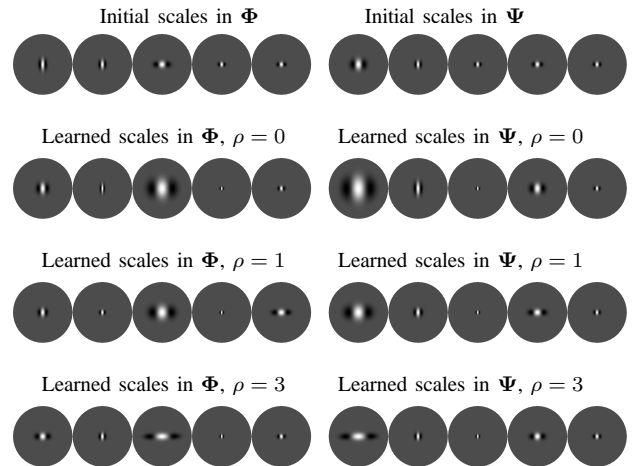 Initial scales in Φ
Initial scales in Ψ
Learned scales in Φ, ρ = 0
Learned scales in Ψ, ρ = 0
Learned scales in Φ, ρ = 1
Learned scales in Ψ, ρ = 1
Learned scales in Φ, ρ = 3
Learned scales in Ψ, ρ = 3